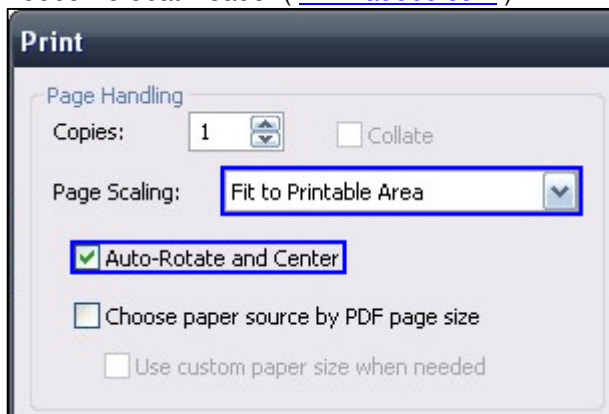 Print
Page Handling
Copies: 1 Collate
Page Scaling: Fit to Printable Area
Auto-Rotate and Center
Choose paper source by PDF page size
Use custom paper size when needed